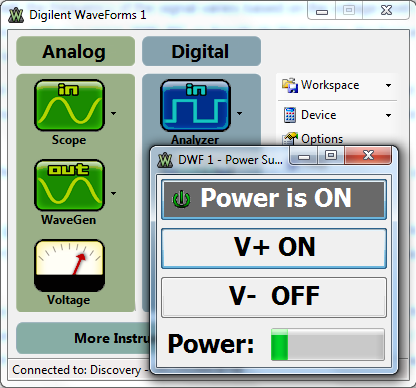 Digilent WaveForms 1
Analog
Digital
in
in
Workspace
Scope
Analyzer
Device
Options
out
WaveGen
Voltage
DWF 1 - Power Su...
Power is ON
V+ ON
V- OFF
Power:
More Instru
Connected to: Discovery -